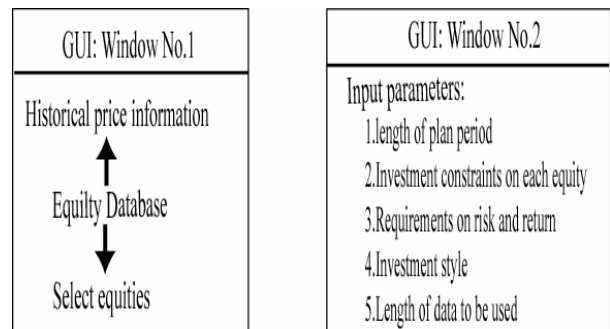 GUI: Window No.1
Historical price information
Equilty Database
Select equities
GUI: Window No.2
Input parameters:
1.length of plan period
2.Investment constraints on each equity
3.Requirements on risk and return
4.Investment style
5.Length of data to be used